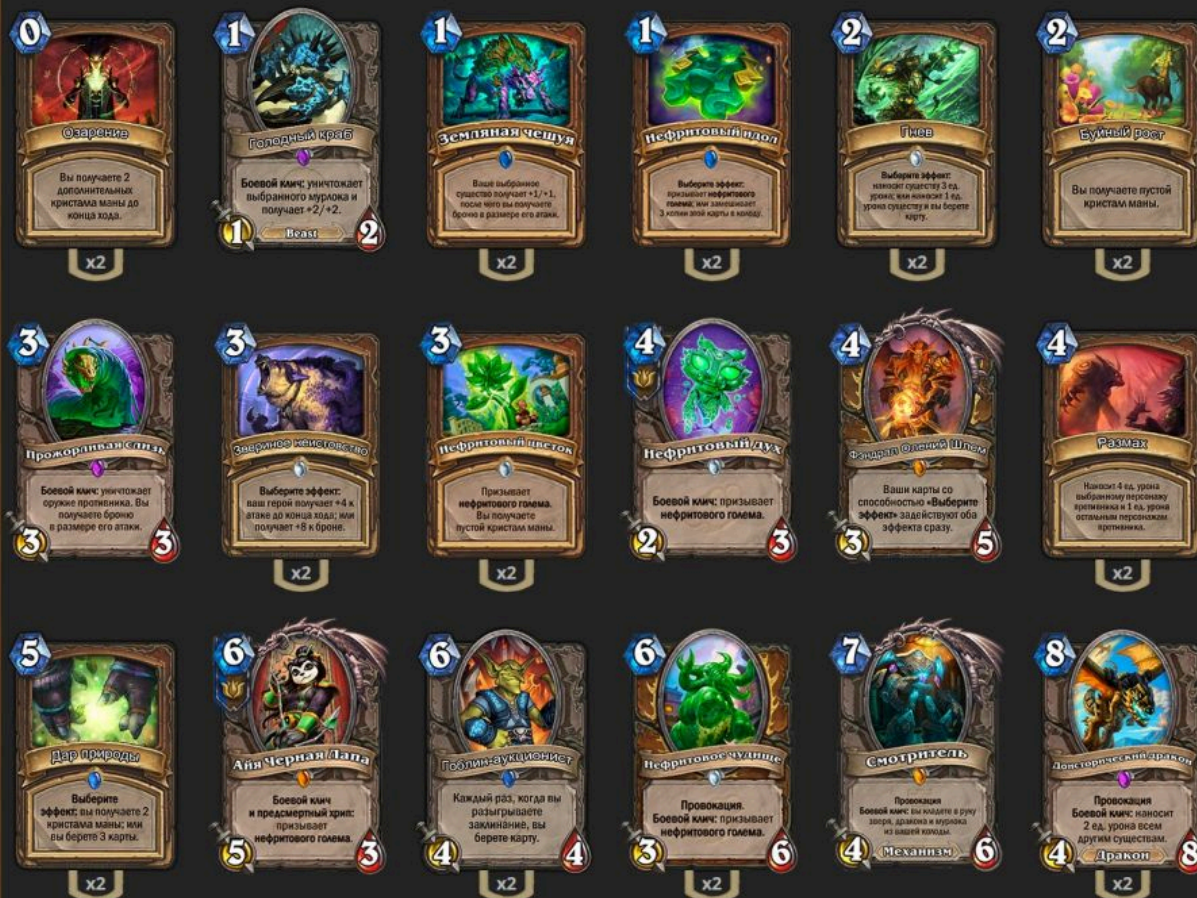 0
Озарение
Вы получаете 2
дополнительных
кристалла маны до
конца хода.
x2
1
Голодный краб
Боевой клич: уничтожает
выбранного мурлока и
получает +2/+2.
1
Beast
2
1
Земляная чешуя
Ваше выбранное
существо получает +1/+1,
после чего вы получаете
броню в размере его атаки.
x2
1
Нефритовый идол
Выберите эффект:
призывает нефритового
голема; или замешивает
3 копии этой карты в колоду.
x2
2
Гнев
Выберите эффект:
наносит существу 3 ед.
урона; или наносит 1 ед.
урона существу и вы берете
карту.
x2
2
Буйный рост
Вы получаете пустой
кристалл маны.
x2
3
Прожорливая слизь
Боевой клич: уничтожает
оружие противника. Вы
получаете броню
в размере его атаки.
3
3
3
Звериное неистовство
Выберите эффект:
ваш герой получает +4 к
атаке до конца хода; или
получает +8 к броне.
x2
3
Нефритовый цветок
Призывает
нефритового голема.
Вы получаете
пустой кристалл маны.
x2
4
Нефритовый дух
Боевой клич: призывает
нефритового голема.
2
3
4
Фэндрал Олений Шлем
Ваши карты со
способностью «Выберите
эффект» задействуют оба
эффекта сразу.
3
5
4
Размах
Наносит 4 ед. урона
выбранному персонажу
противника и 1 ед. урона
остальным персонажам
противника.
x2
5
Дар природы
Выберите
эффект: вы получаете 2
кристалла маны; или
вы берете 3 карты.
x2
6
Айя Черная Лапа
Боевой клич
и предсмертный хрип:
призывает
нефритового голема.
5
3
6
Гоблин-аукционист
Каждый раз, когда вы
разыгрываете
заклинание, вы
берете карту.
4
4
x2
6
Нефритовое чудище
Провокация.
Боевой клич: призывает
нефритового голема.
3
6
x2
7
Смотритель
Провокация
Боевой клич: вы кладете в руку
зверя, дракона и мурлока
из вашей колоды.
4
Механизм
6
8
Доисторический дракон
Провокация
Боевой клич: наносит
2 ед. урона всем
другим существам.
4
Дракон
8
x2